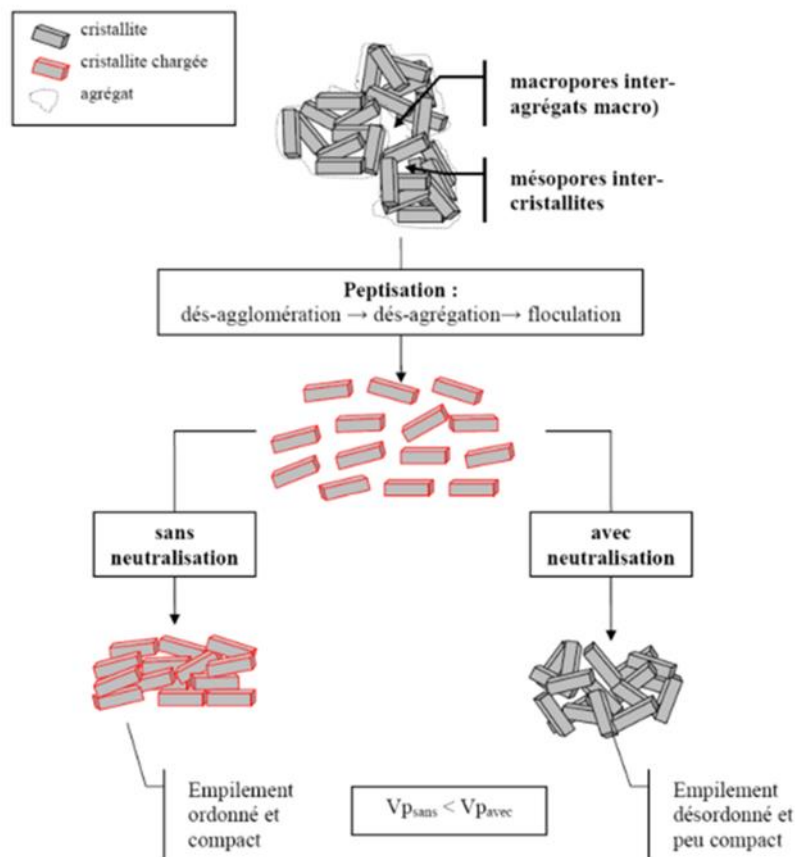 cristallite
cristallite chargée
agrégat
macropores inter-
agrégats macro)
mésopores inter-
cristallites
Peptisation :
dés-agglomération → dés-agrégation→ floculation
sans
neutralisation
avec
neutralisation
Empilement
ordonné et
compact
Vpsans < Vpavec
Empilement
désordonné et
peu compact